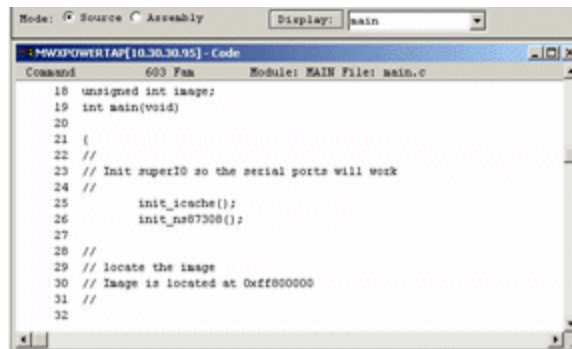 Mode: Source Assembly Display: main
MWXPOWERTAP[10.30.30.95] - Code
Command 603 Fam Module: MAIN File: main.c
18 unsigned int image;
19 int main(void)
20
21 {
22 //
23 // Init superIO so the serial ports will work
24 //
25 init_icache();
26 init_ns87308();
27
28 //
29 // locate the image
30 // Image is located at 0xff800000
31 //
32